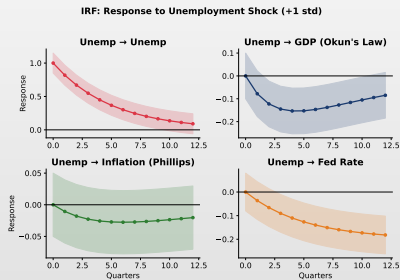 IRF: Response to Unemployment Shock (+1 std)
Unemp → Unemp
Unemp → GDP (Okun's Law)
1.0
0.5
0.0
Response
0.0 2.5 5.0 7.5 10.0 12.5
0.1
0.0
−0.1
−0.2
0.0 2.5 5.0 7.5 10.0 12.5
Unemp → Inflation (Phillips)
Unemp → Fed Rate
0.05
0.00
−0.05
Response
0.0 2.5 5.0 7.5 10.0 12.5
Quarters
0.0
−0.1
−0.2
0.0 2.5 5.0 7.5 10.0 12.5
Quarters